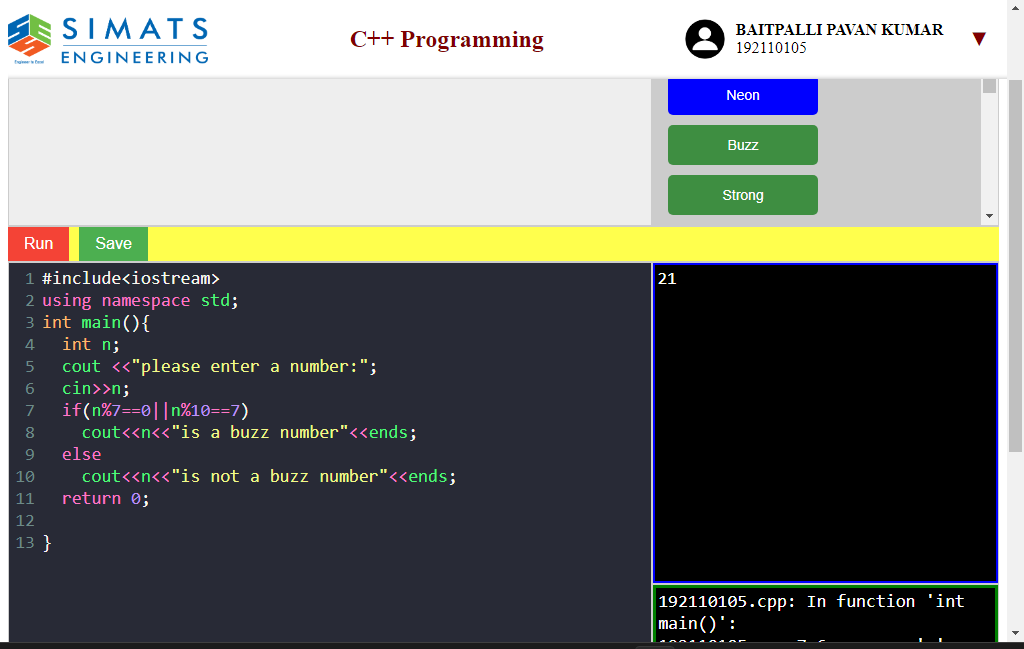 SIMATS
ENGINEERING
Engineer to Excel
C++ Programming
BAITPALLI PAVAN KUMAR
192110105
Neon
Buzz
Strong
Run
Save
1 #include<iostream>
2 using namespace std;
3 int main(){
4 int n;
5 cout <<"please enter a number:";
6 cin>>n;
7 if(n%7==0||n%10==7)
8 cout<<n<<"is a buzz number"<<ends;
9 else
10 cout<<n<<"is not a buzz number"<<ends;
11 return 0;
12
13 }
21
192110105.cpp: In function 'int
main()':